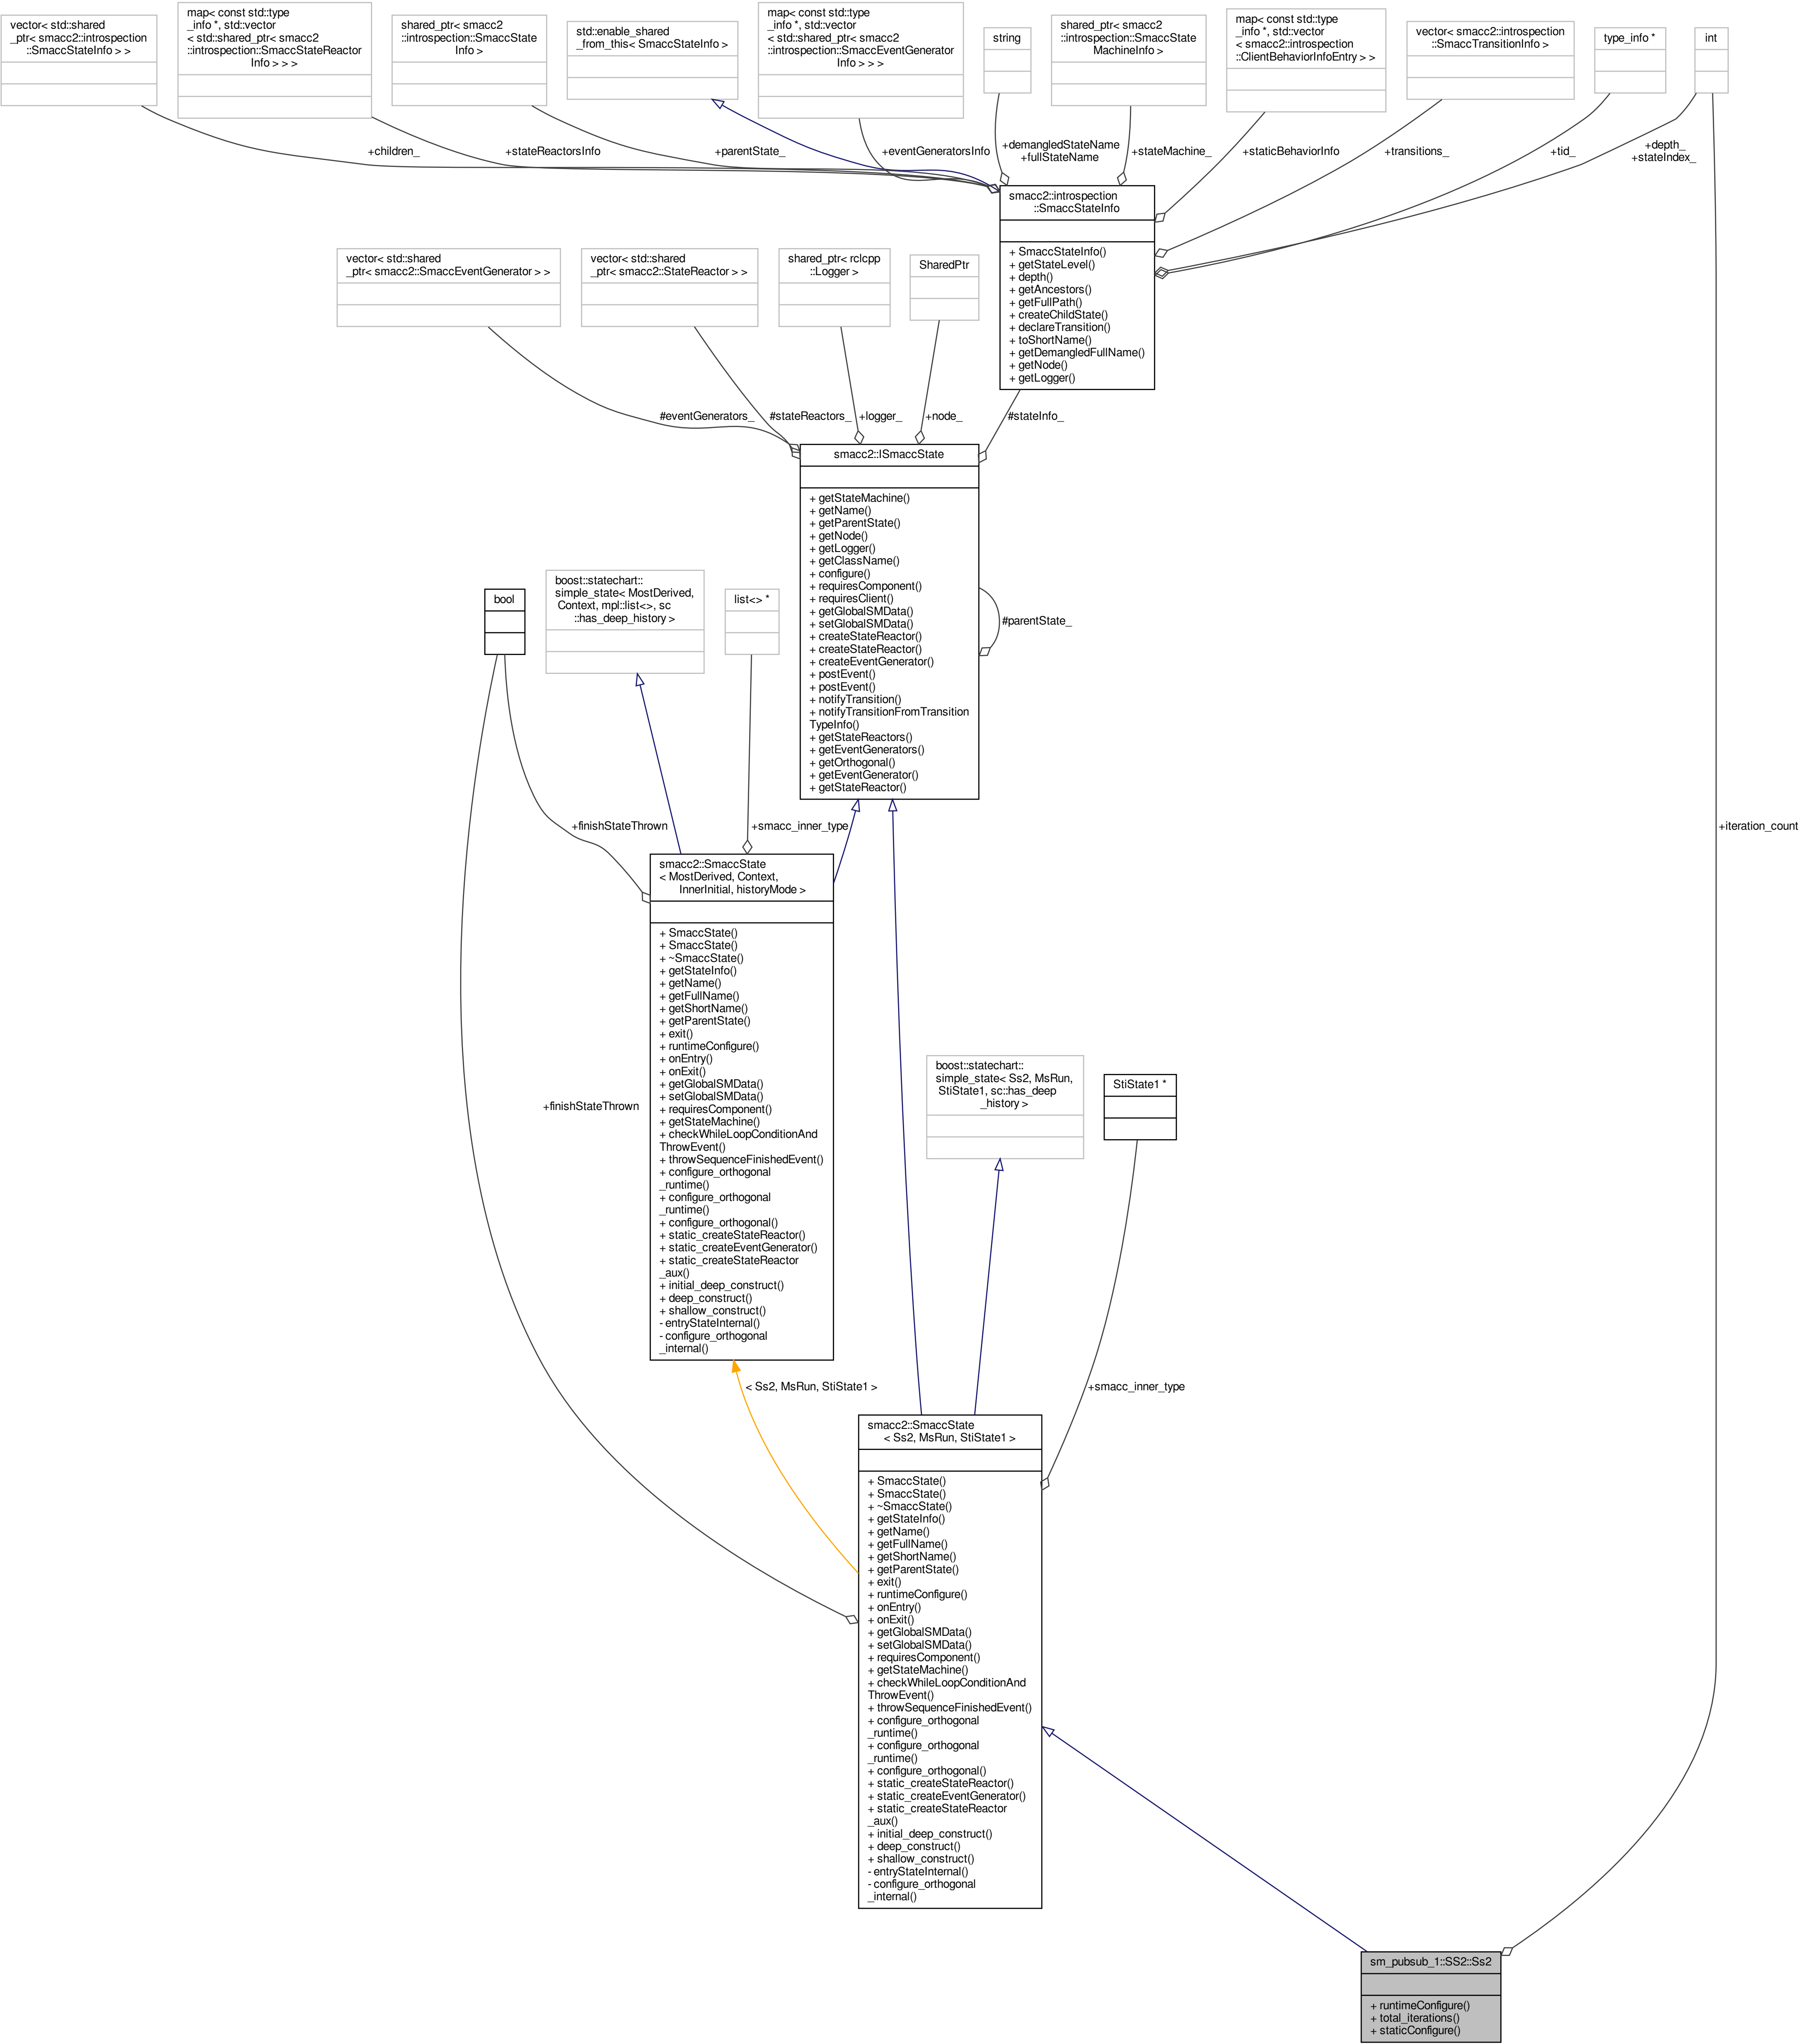 vector< std::shared
_ptr< smacc2::introspection
::SmaccStateInfo > >
map< const std::type
_info *, std::vector
< std::shared_ptr< smacc2
::introspection::SmaccStateReactor
Info > > >
shared_ptr< smacc2
::introspection::SmaccState
Info >
std::enable_shared
_from_this< SmaccStateInfo >
map< const std::type
_info *, std::vector
< std::shared_ptr< smacc2
::introspection::SmaccEventGenerator
Info > > >
string
shared_ptr< smacc2
::introspection::SmaccState
MachineInfo >
map< const std::type
_info *, std::vector
< smacc2::introspection
::ClientBehaviorInfoEntry > >
vector< smacc2::introspection
::SmaccTransitionInfo >
type_info *
int
+children_
+stateReactorsInfo
+parentState_
+eventGeneratorsInfo
+demangledStateName
+fullStateName
+stateMachine_
+staticBehaviorInfo
+transitions_
+tid_
+depth_
+stateIndex_
smacc2::introspection
::SmaccStateInfo
+ SmaccStateInfo()
+ getStateLevel()
+ depth()
+ getAncestors()
+ getFullPath()
+ createChildState()
+ declareTransition()
+ toShortName()
+ getDemangledFullName()
+ getNode()
+ getLogger()
vector< std::shared
_ptr< smacc2::SmaccEventGenerator > >
vector< std::shared
_ptr< smacc2::StateReactor > >
shared_ptr< rclcpp
::Logger >
SharedPtr
#eventGenerators_
#stateReactors_
+logger_
+node_
#stateInfo_
smacc2::ISmaccState
+ getStateMachine()
+ getName()
+ getParentState()
+ getNode()
+ getLogger()
+ getClassName()
+ configure()
+ requiresComponent()
+ requiresClient()
+ getGlobalSMData()
+ setGlobalSMData()
+ createStateReactor()
+ createStateReactor()
+ createEventGenerator()
+ postEvent()
+ postEvent()
+ notifyTransition()
+ notifyTransitionFromTransition
TypeInfo()
+ getStateReactors()
+ getEventGenerators()
+ getOrthogonal()
+ getEventGenerator()
+ getStateReactor()
#parentState_
bool
boost::statechart::
simple_state< MostDerived,
Context, mpl::list<>, sc
::has_deep_history >
list<> *
+finishStateThrown
+smacc_inner_type
+iteration_count
smacc2::SmaccState
< MostDerived, Context,
InnerInitial, historyMode >
+ SmaccState()
+ SmaccState()
+ ~SmaccState()
+ getStateInfo()
+ getName()
+ getFullName()
+ getShortName()
+ getParentState()
+ exit()
+ runtimeConfigure()
+ onEntry()
+ onExit()
+ getGlobalSMData()
+ setGlobalSMData()
+ requiresComponent()
+ getStateMachine()
+ checkWhileLoopConditionAnd
ThrowEvent()
+ throwSequenceFinishedEvent()
+ configure_orthogonal
_runtime()
+ configure_orthogonal
_runtime()
+ configure_orthogonal()
+ static_createStateReactor()
+ static_createEventGenerator()
+ static_createStateReactor
_aux()
+ initial_deep_construct()
+ deep_construct()
+ shallow_construct()
- entryStateInternal()
- configure_orthogonal
_internal()
+finishStateThrown
boost::statechart::
simple_state< Ss2, MsRun,
StiState1, sc::has_deep
_history >
StiState1 *
< Ss2, MsRun, StiState1 >
+smacc_inner_type
smacc2::SmaccState
< Ss2, MsRun, StiState1 >
+ SmaccState()
+ SmaccState()
+ ~SmaccState()
+ getStateInfo()
+ getName()
+ getFullName()
+ getShortName()
+ getParentState()
+ exit()
+ runtimeConfigure()
+ onEntry()
+ onExit()
+ getGlobalSMData()
+ setGlobalSMData()
+ requiresComponent()
+ getStateMachine()
+ checkWhileLoopConditionAnd
ThrowEvent()
+ throwSequenceFinishedEvent()
+ configure_orthogonal
_runtime()
+ configure_orthogonal
_runtime()
+ configure_orthogonal()
+ static_createStateReactor()
+ static_createEventGenerator()
+ static_createStateReactor
_aux()
+ initial_deep_construct()
+ deep_construct()
+ shallow_construct()
- entryStateInternal()
- configure_orthogonal
_internal()
sm_pubsub_1::SS2::Ss2
+ runtimeConfigure()
+ total_iterations()
+ staticConfigure()